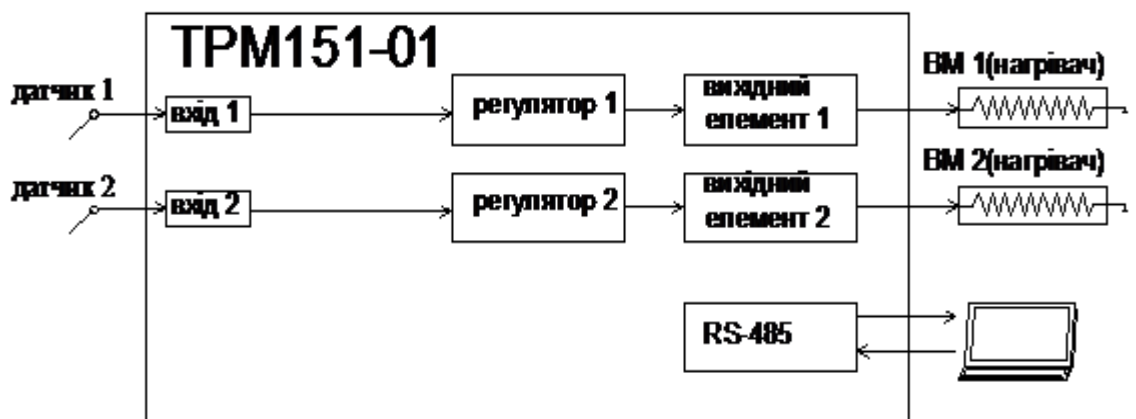 ТРМ151-01
датчик 1
вхід 1
регулятор 1
вихідний
елемент 1
ВМ 1(нагрівач)
датчик 2
вхід 2
регулятор 2
вихідний
елемент 2
ВМ 2(нагрівач)
RS-485